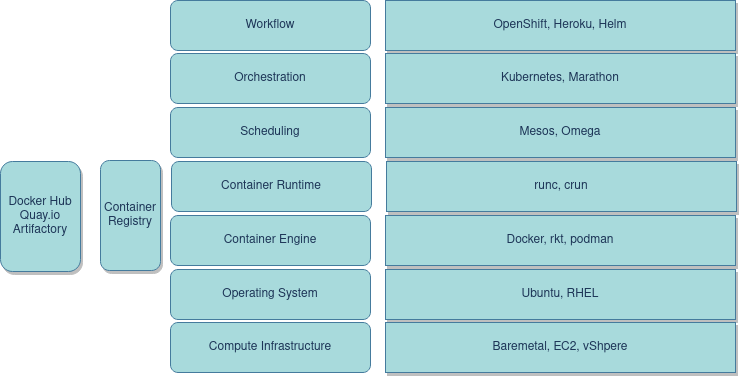 Workflow
OpenShift, Heroku, Helm
Orchestration
Kubernetes, Marathon
Scheduling
Mesos, Omega
Docker Hub
Quay.io
Artifactory
Container
Registry
Container Runtime
runc, crun
Container Engine
Docker, rkt, podman
Operating System
Ubuntu, RHEL
Compute Infrastructure
Baremetal, EC2, vShpere